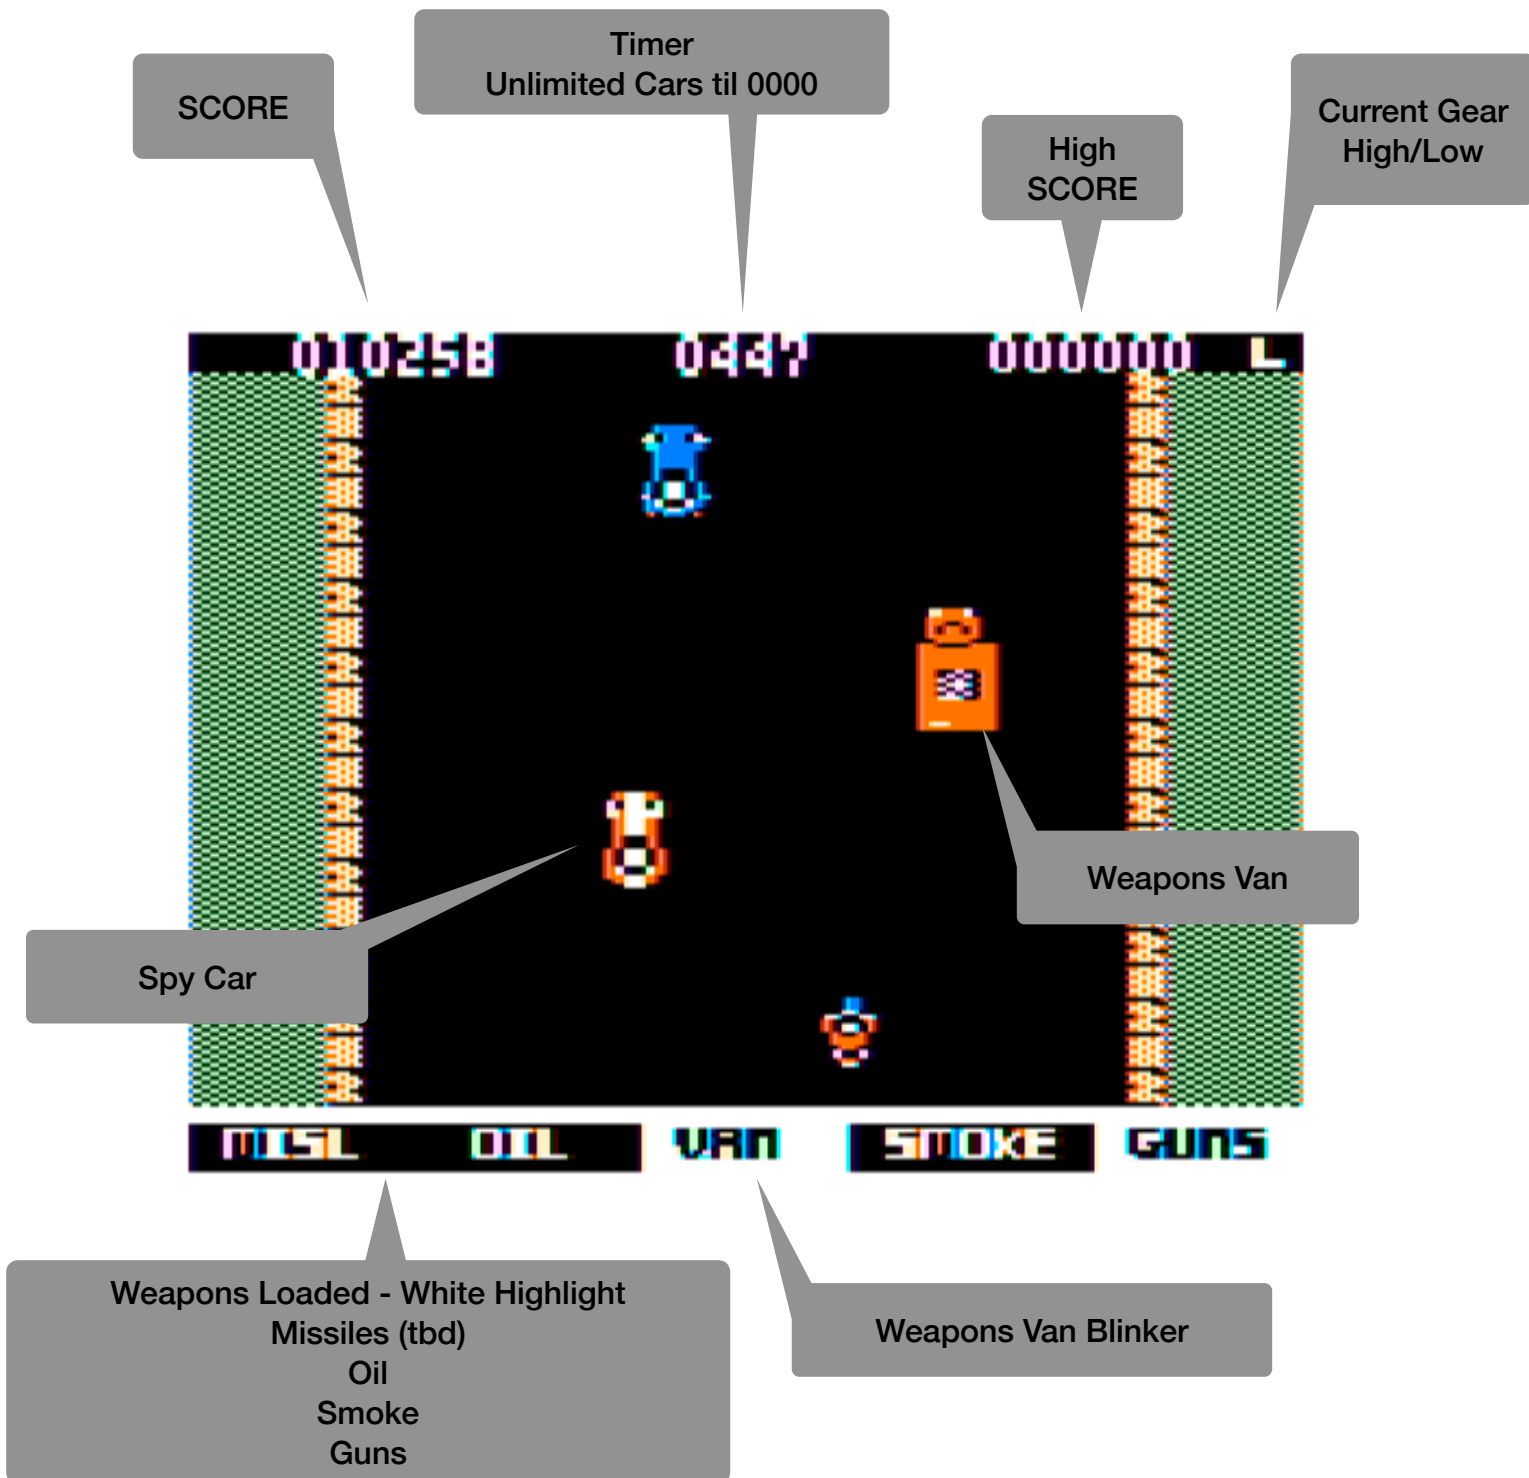 Timer
Unlimited Cars til 0000
SCORE
Current Gear
High/Low
High
SCORE
010258 0447 000000 L
Weapons Van
Spy Car
MISL OIL VAN SMOKE GUNS
Weapons Loaded - White Highlight
Missiles (tbd)
Oil
Smoke
Guns
Weapons Van Blinker